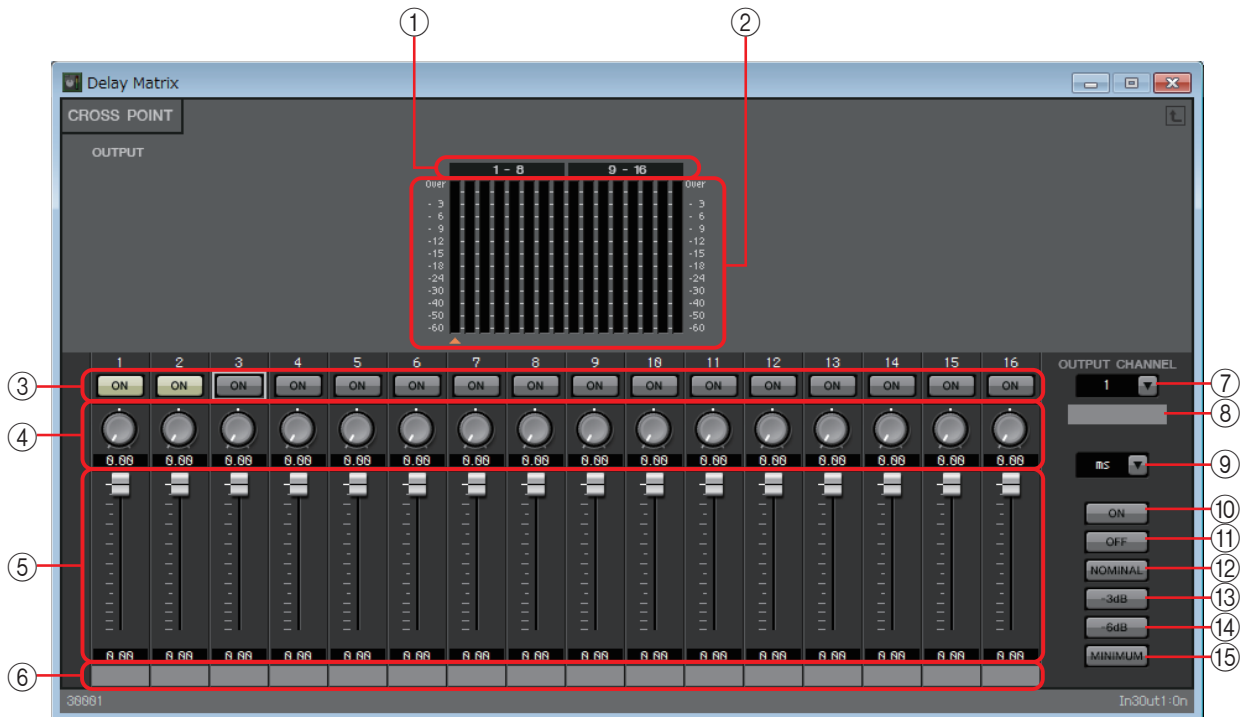 ① ②
Delay Matrix
CROSS POINT
OUTPUT
1 - 8 9 - 16
Over Over
- 3 - 3
- 6 - 6
- 9 - 9
-12 -12
-15 -15
-18 -18
-24 -24
-30 -30
-40 -40
-50 -50
-60 -60
1 2 3 4 5 6 7 8 9 10 11 12 13 14 15 16 OUTPUT CHANNEL
③ ON ON ON ON ON ON ON ON ON ON ON ON ON ON ON ON 1 ⑦
⑧
④
0.00 0.00 0.00 0.00 0.00 0.00 0.00 0.00 0.00 0.00 0.00 0.00 0.00 0.00 0.00 0.00 ms ⑨
ON ⑩
OFF ⑪
⑤ NOMINAL ⑫
-3dB ⑬
-6dB ⑭
0.00 0.00 0.00 0.00 0.00 0.00 0.00 0.00 0.00 0.00 0.00 0.00 0.00 0.00 0.00 0.00 MINIMUM ⑮
⑥
30001 In3Out1:On